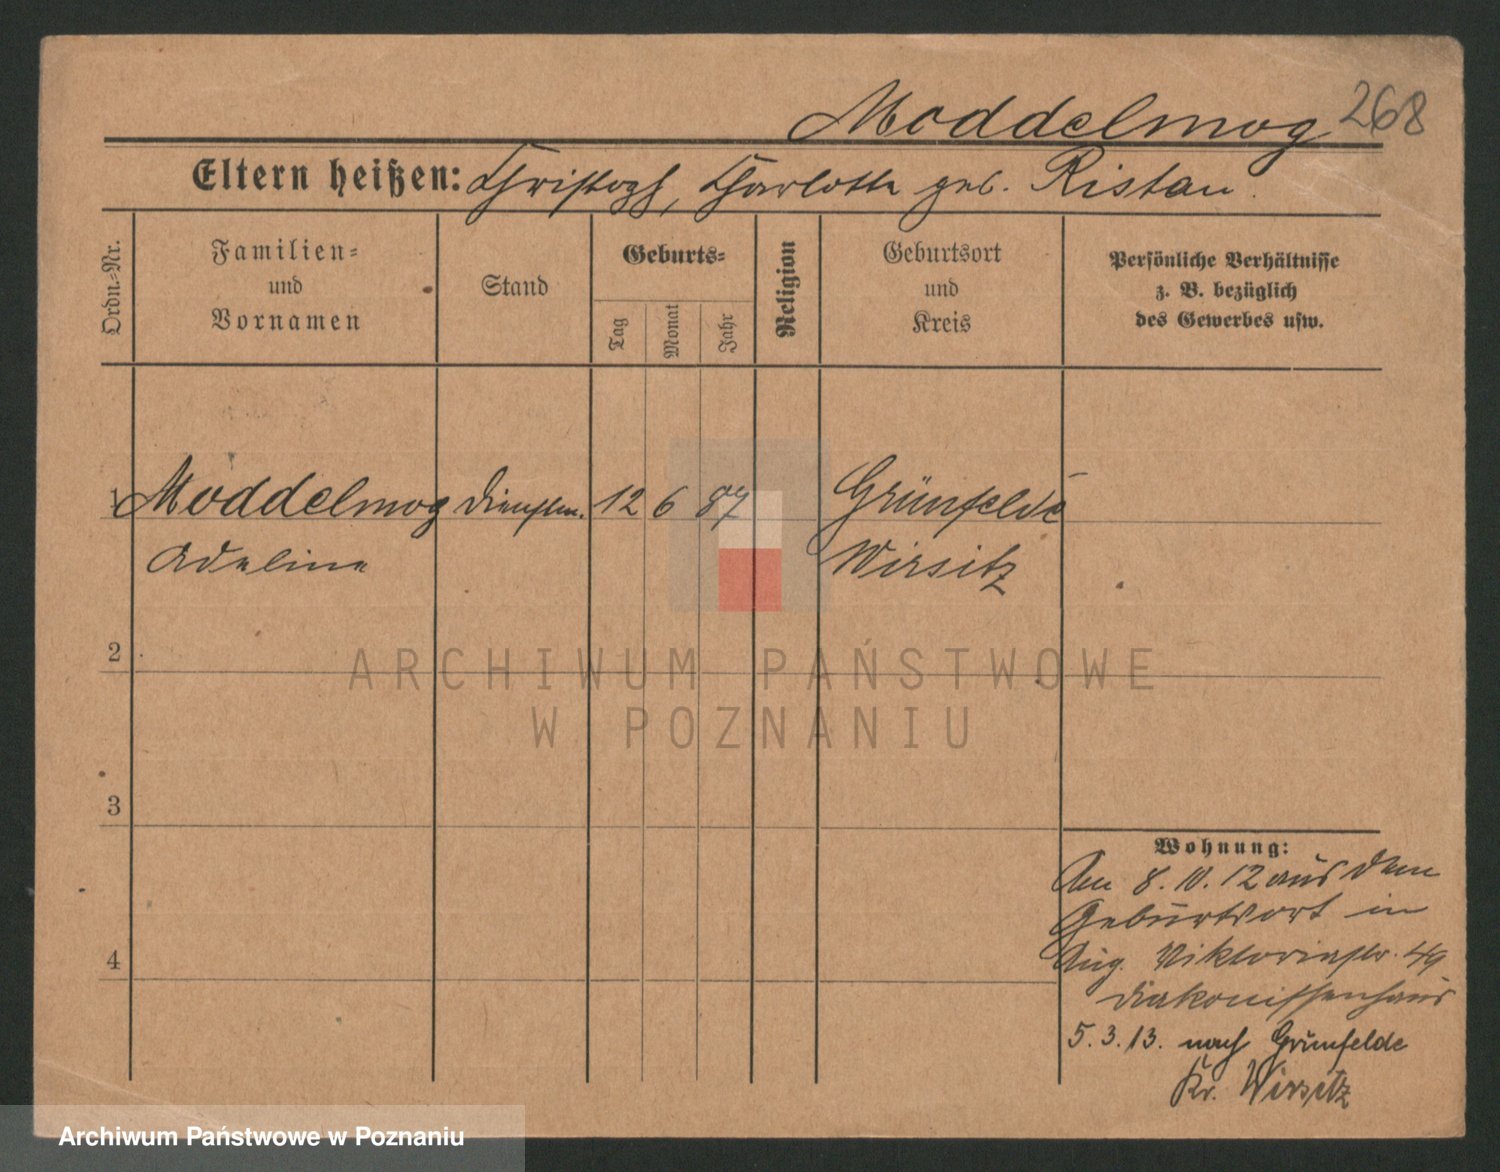 Moddelmog 268
Eltern heißen: Christoph, Charlotte geb. Ristau.
Ordn.-Nr.
Familien-
und
Vornamen
Stand
Geburts-
Tag
Monat
Jahr
Religion
Geburtsort
und
Kreis
Persönliche Verhältnisse
z. B. bezüglich
des Gewerbes usw.
1 Moddelmog Dienstm. 12 6 87 Grünfelde
Adeline Wirsitz
2
ARCHIWUM PAŃSTWOWE
W POZNANIU
3
Wohnung:
Am 8.10.12 aus dem
Geburtsort in
Aug. Viktoriastr. 49
4
Diakonissenhaus
5.3.13. nach Grünfelde
Kr. Wirsitz
Archiwum Państwowe w Poznaniu